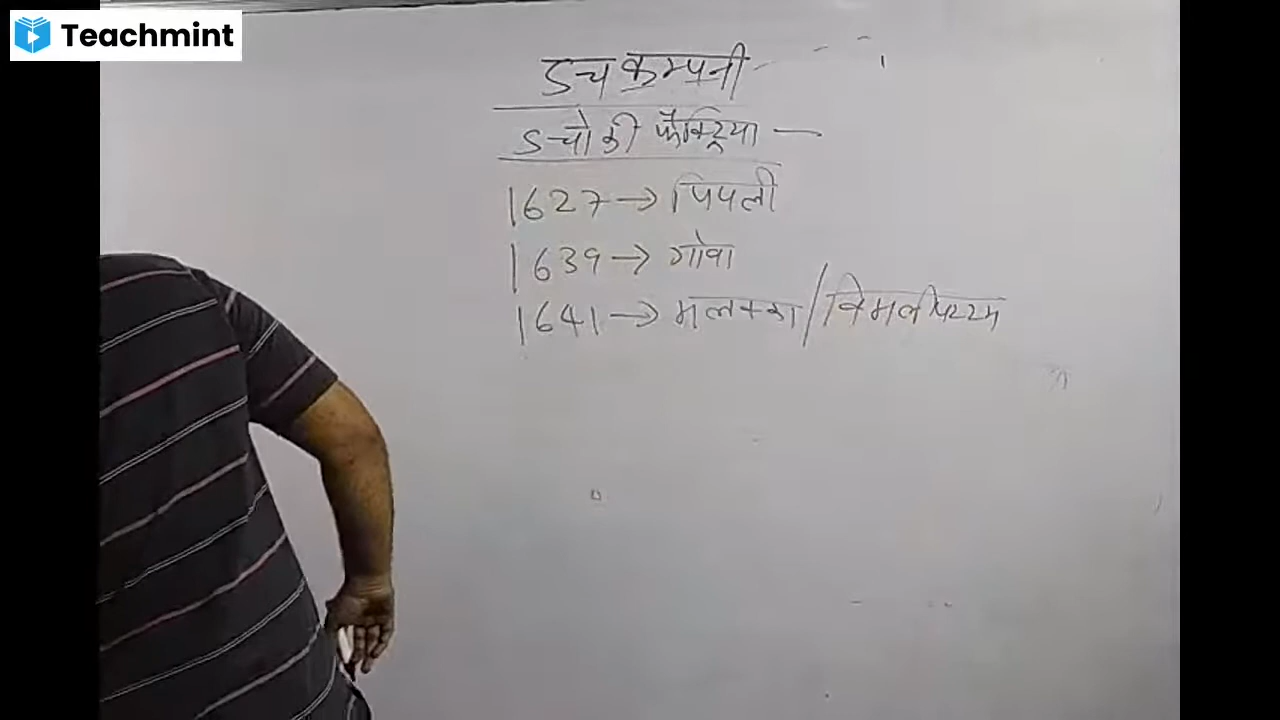 Teachmint
डच कम्पनी
डचो की फैक्ट्रिया —
1627 → पिपली
1639 → गोवा
1641 → मलक्का / विमलीपट्टम